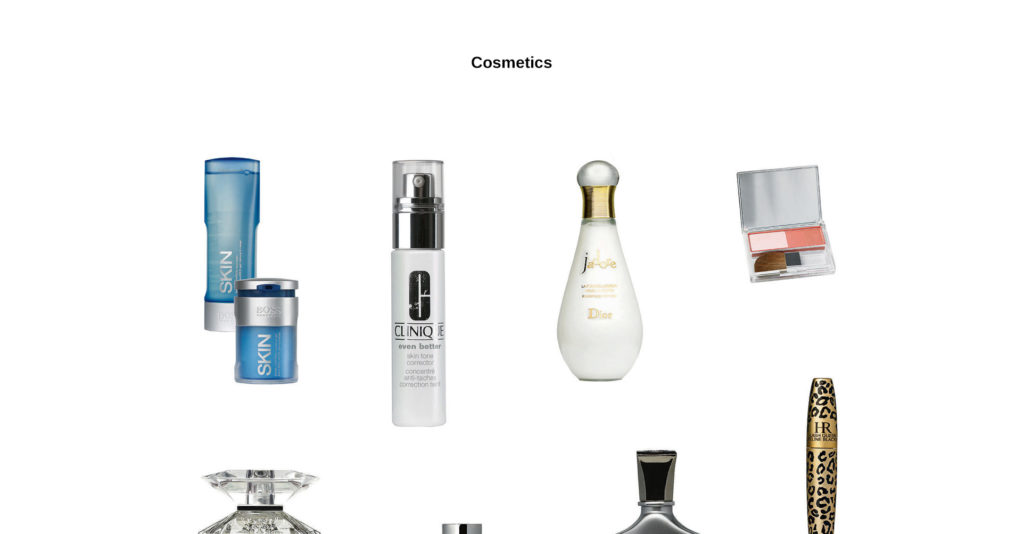 Cosmetics
SKIN
BOSS
SKIN
CLINIQUE
even better
skin tone
corrector
concentré
anti-taches
correction teint
j'adore
Dior
HR